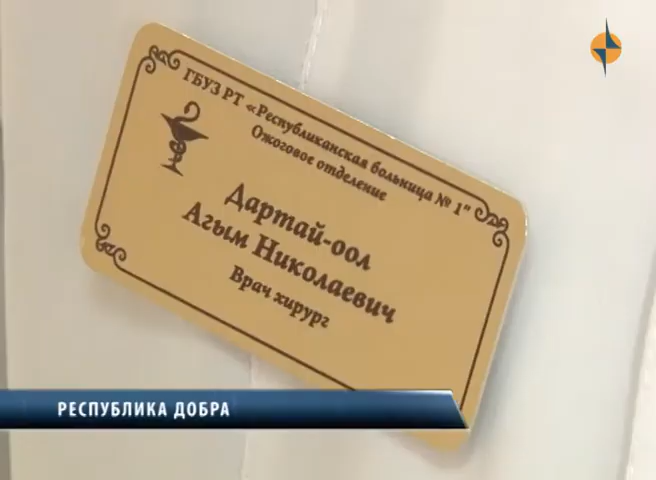 ГБУЗ РТ «Республиканская больница № 1"
Ожоговое отделение
Дартай-оол
Агым Николаевич
Врач хирург
РЕСПУБЛИКА ДОБРА